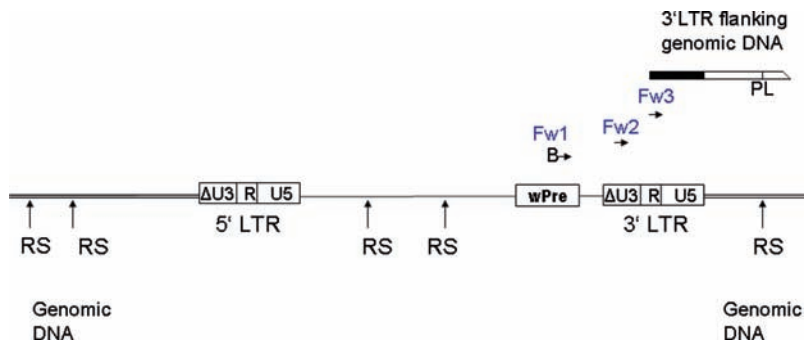 3'LTR flanking
genomic DNA
PL
Fw3
Fw2
Fw1
B
ΔU3 R U5
wPre
ΔU3 R U5
5' LTR
3' LTR
RS
RS
RS
RS
RS
Genomic
DNA
Genomic
DNA